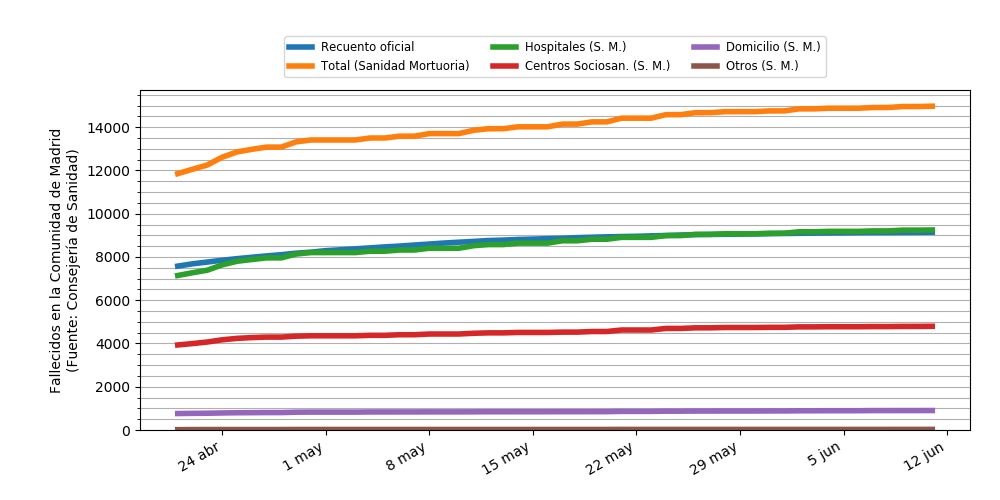 Recuento oficial
Total (Sanidad Mortuoria)
Hospitales (S. M.)
Centros Sociosan. (S. M.)
Domicilio (S. M.)
Otros (S. M.)
Fallecidos en la Comunidad de Madrid
(Fuente: Consejería de Sanidad)
14000
12000
10000
8000
6000
4000
2000
0
24 abr
1 may
8 may
15 may
22 may
29 may
5 jun
12 jun